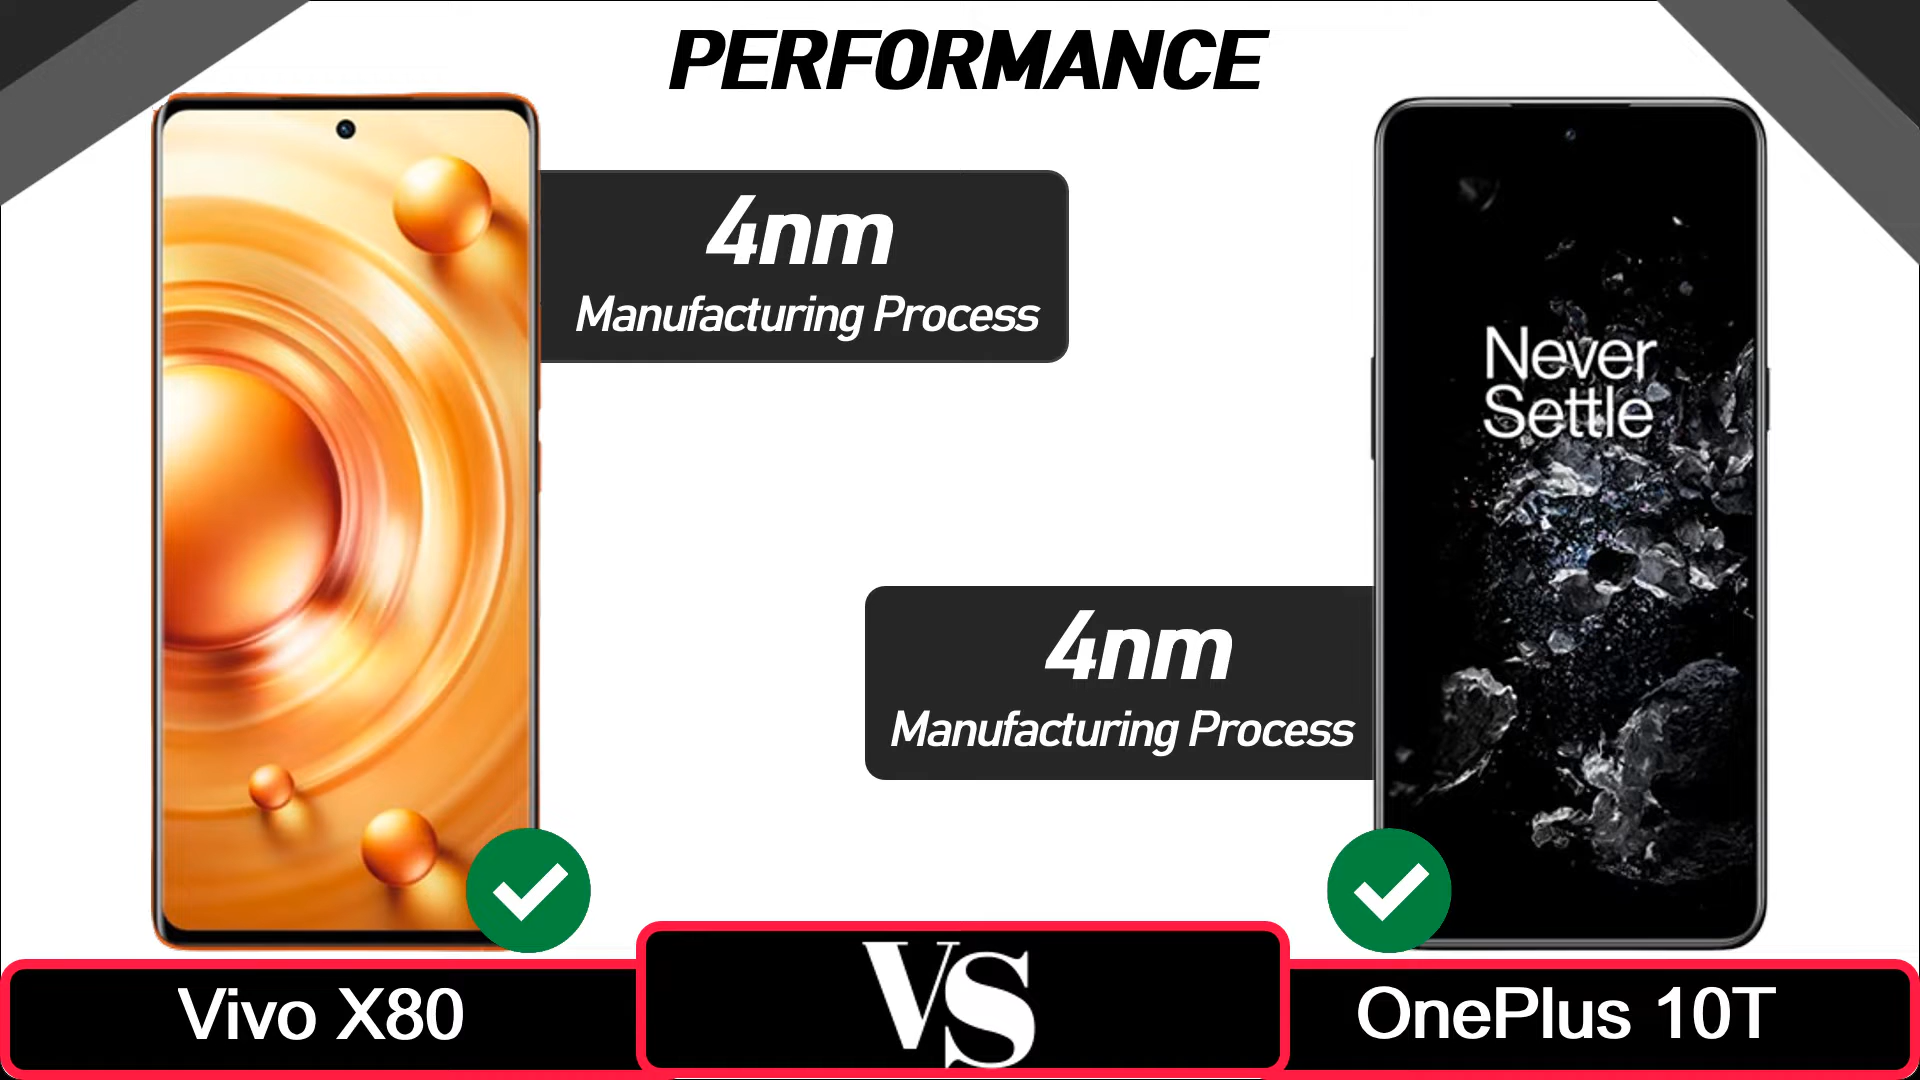 PERFORMANCE
4nm
Manufacturing Process
Never
Settle
4nm
Manufacturing Process
Vivo X80
VS
OnePlus 10T